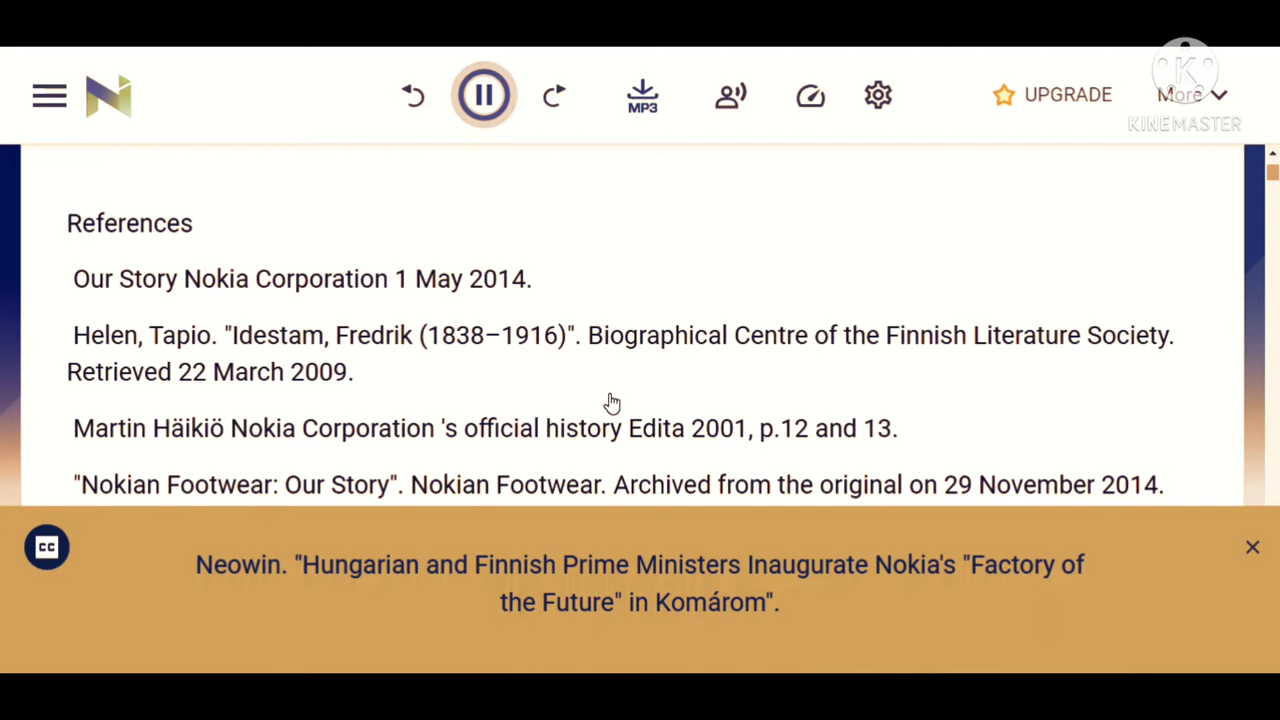 MP3
UPGRADE
More
K
KINEMASTER
References
Our Story Nokia Corporation 1 May 2014.
Helen, Tapio. "Idestam, Fredrik (1838–1916)". Biographical Centre of the Finnish Literature Society.
Retrieved 22 March 2009.
Martin Häikiö Nokia Corporation 's official history Edita 2001, p.12 and 13.
"Nokian Footwear: Our Story". Nokian Footwear. Archived from the original on 29 November 2014.
CC
Neowin. "Hungarian and Finnish Prime Ministers Inaugurate Nokia's "Factory of
the Future" in Komárom".